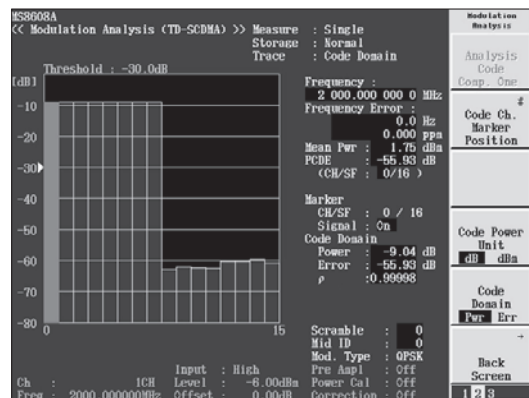 MS8608A
<< Modulation Analysis (TD-SCDMA) >>
Measure : Single
Storage : Normal
Trace : Code Domain
Threshold : -30.0dB
[dB]
-10
-20
-30
-40
-50
-60
-70
-80
0
15
Frequency :
2 000.000 000 0 MHz
Frequency Error :
0.0 Hz
0.000 ppm
Mean Pwr : 1.75 dBm
PCDE : -55.93 dB
(CH/SF : 0/16 )
Marker
CH/SF : 0 / 16
Signal : On
Code Domain
Power : -9.04 dB
Error : -55.93 dB
ρ :0.99998
Scramble : 0
Mid ID : 0
Mod. Type : QPSK
Ch : 1CH
Input : High
Pre Ampl : Off
Level : -6.00dBm
Power Cal : Off
Freq : 2000.000000MHz
Offset : 0.00dB
Correction : Off
Modulation
Analysis
Analysis
Code
Comp. One
#
Code Ch.
Marker
Position
Code Power
Unit
dB dBm
Code
Domain
Pwr Err
→
Back
Screen
1 2 3